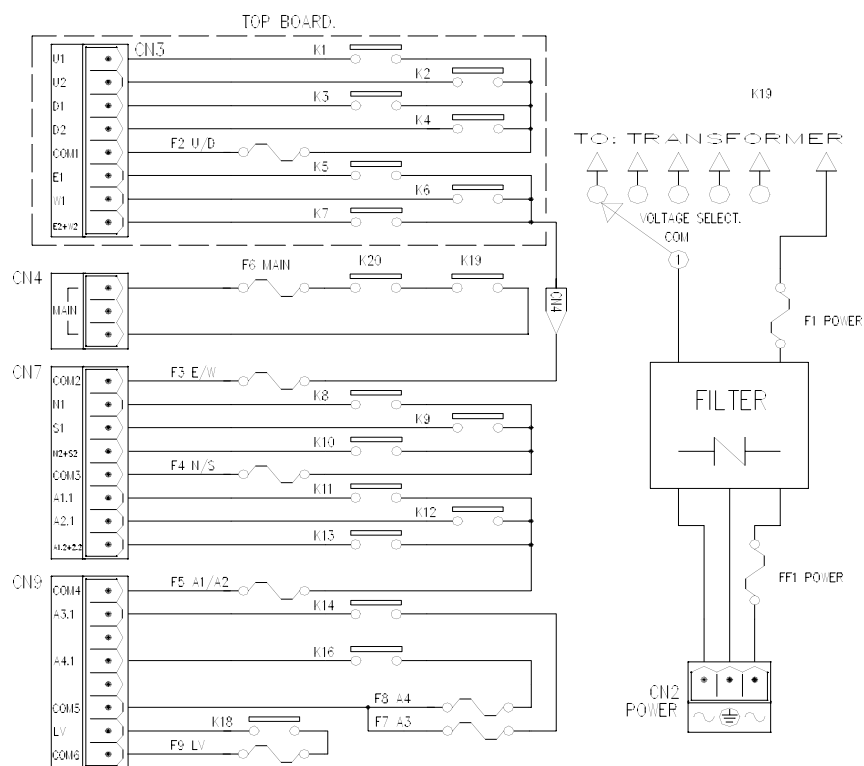 TOP BOARD.
CN3
U1
K1
U2
K2
D1
K3
D2
K4
COM1
F2 U/D
E1
K5
W1
K6
E2+W2
K7
K19
TO: TRANSFORMER
VOLTAGE SELECT.
COM
1
CN4
MAIN
F6 MAIN
K20
K19
CN4
F1 POWER
CN7
COM2
F3 E/W
N1
K8
S1
K9
N2+S2
K10
COM3
F4 N/S
A1.1
K11
A2.1
K12
A1.2+2.2
K13
FILTER
FF1 POWER
CN9
COM4
F5 A1/A2
A3.1
K14
A4.1
K16
COM5
F8 A4
F7 A3
LV
K18
COM6
F9 LV
CN2
POWER